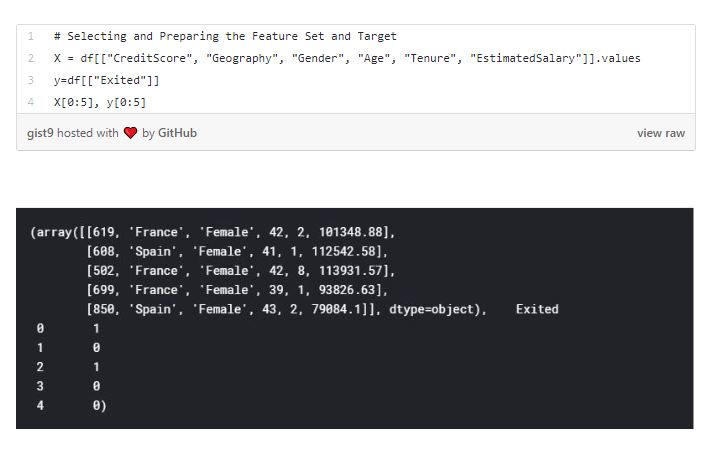 1 # Selecting and Preparing the Feature Set and Target
2 X = df[["CreditScore", "Geography", "Gender", "Age", "Tenure", "EstimatedSalary"]].values
3 y=df[["Exited"]]
4 X[0:5], y[0:5]
gist9 hosted with ❤ by GitHub view raw
(array([[619, 'France', 'Female', 42, 2, 101348.88],
[608, 'Spain', 'Female', 41, 1, 112542.58],
[502, 'France', 'Female', 42, 8, 113931.57],
[699, 'France', 'Female', 39, 1, 93826.63],
[850, 'Spain', 'Female', 43, 2, 79084.1]], dtype=object), Exited
0 1
1 0
2 1
3 0
4 0)